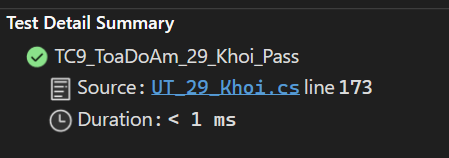 Test Detail Summary
TC9_ToaDoAm_29_Khoi_Pass
Source: UT_29_Khoi.cs line 173
Duration: < 1 ms